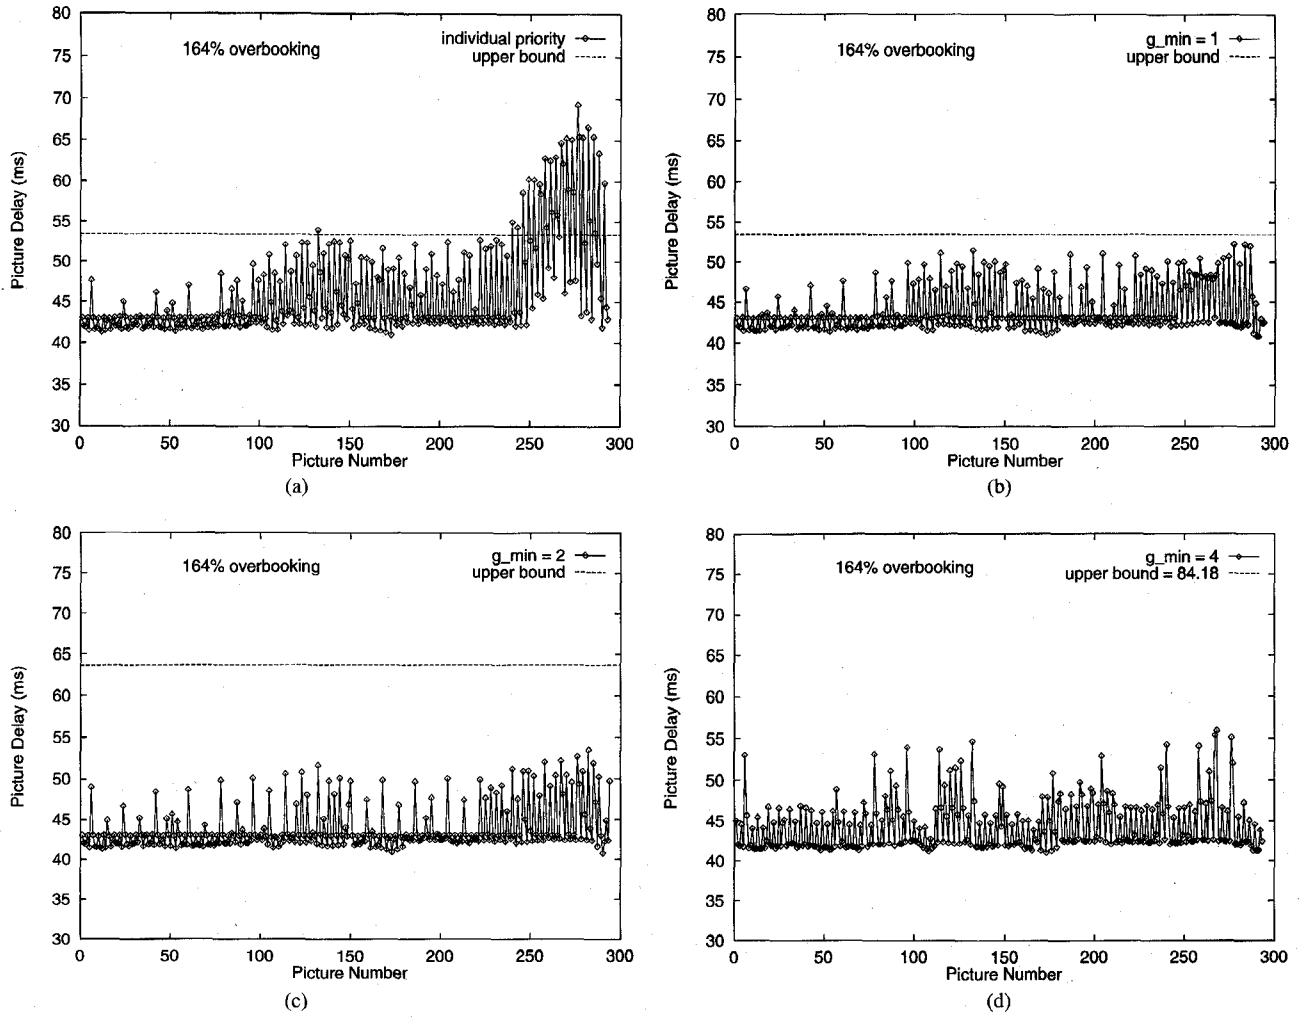 80
75
70
65
60
55
50
45
40
35
30
Picture Delay (ms)
164% overbooking
individual priority
upper bound
0 50 100 150 200 250 300
Picture Number
(a)
80
75
70
65
60
55
50
45
40
35
30
Picture Delay (ms)
164% overbooking
g_min = 1
upper bound
0 50 100 150 200 250 300
Picture Number
(b)
80
75
70
65
60
55
50
45
40
35
30
Picture Delay (ms)
164% overbooking
g_min = 2
upper bound
0 50 100 150 200 250 300
Picture Number
(c)
80
75
70
65
60
55
50
45
40
35
30
Picture Delay (ms)
164% overbooking
g_min = 4
upper bound = 84.18
0 50 100 150 200 250 300
Picture Number
(d)